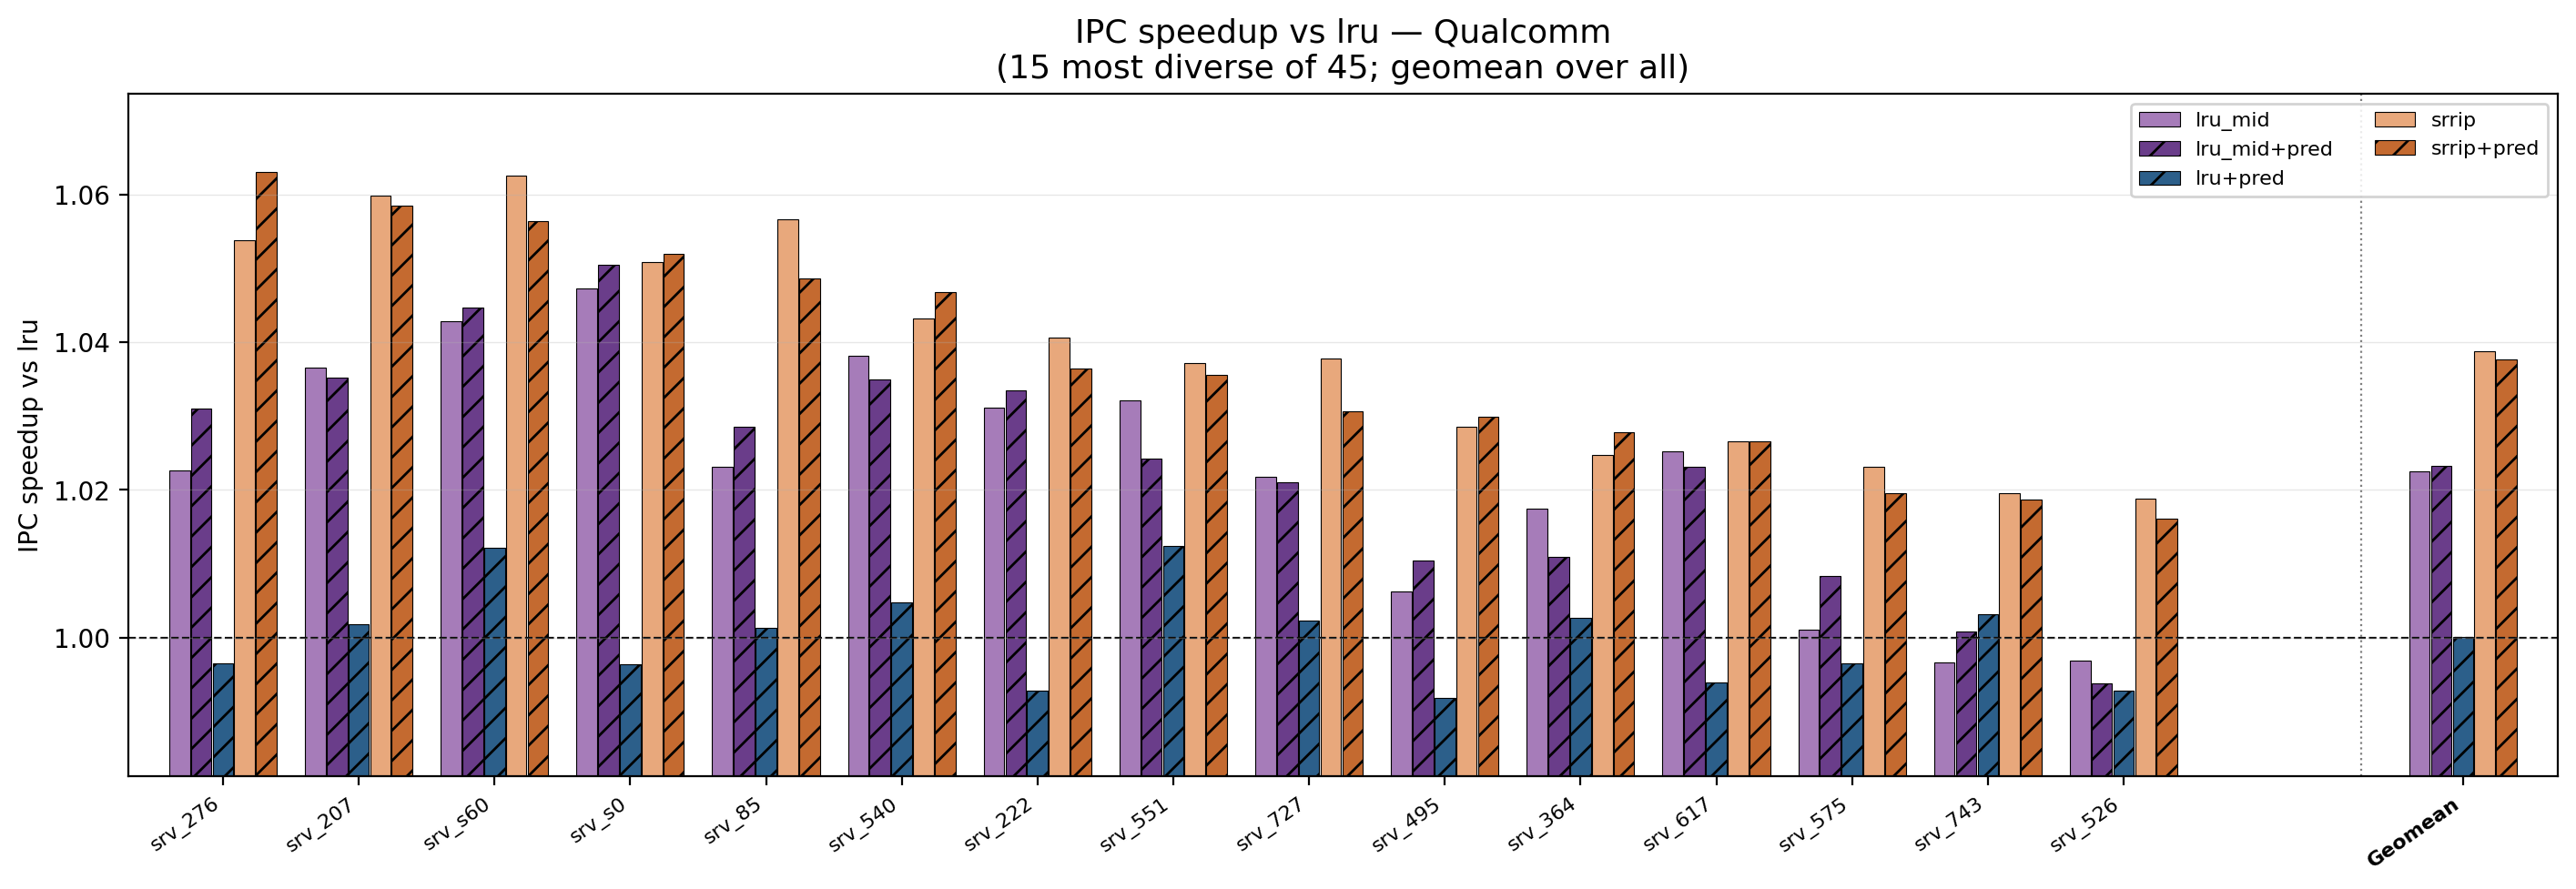 IPC speedup vs lru — Qualcomm
(15 most diverse of 45; geomean over all)
IPC speedup vs lru
1.06
1.04
1.02
1.00
lru_mid
lru_mid+pred
lru+pred
srrip
srrip+pred
srv_276
srv_207
srv_s60
srv_s0
srv_85
srv_540
srv_222
srv_551
srv_727
srv_495
srv_364
srv_617
srv_575
srv_743
srv_526
Geomean